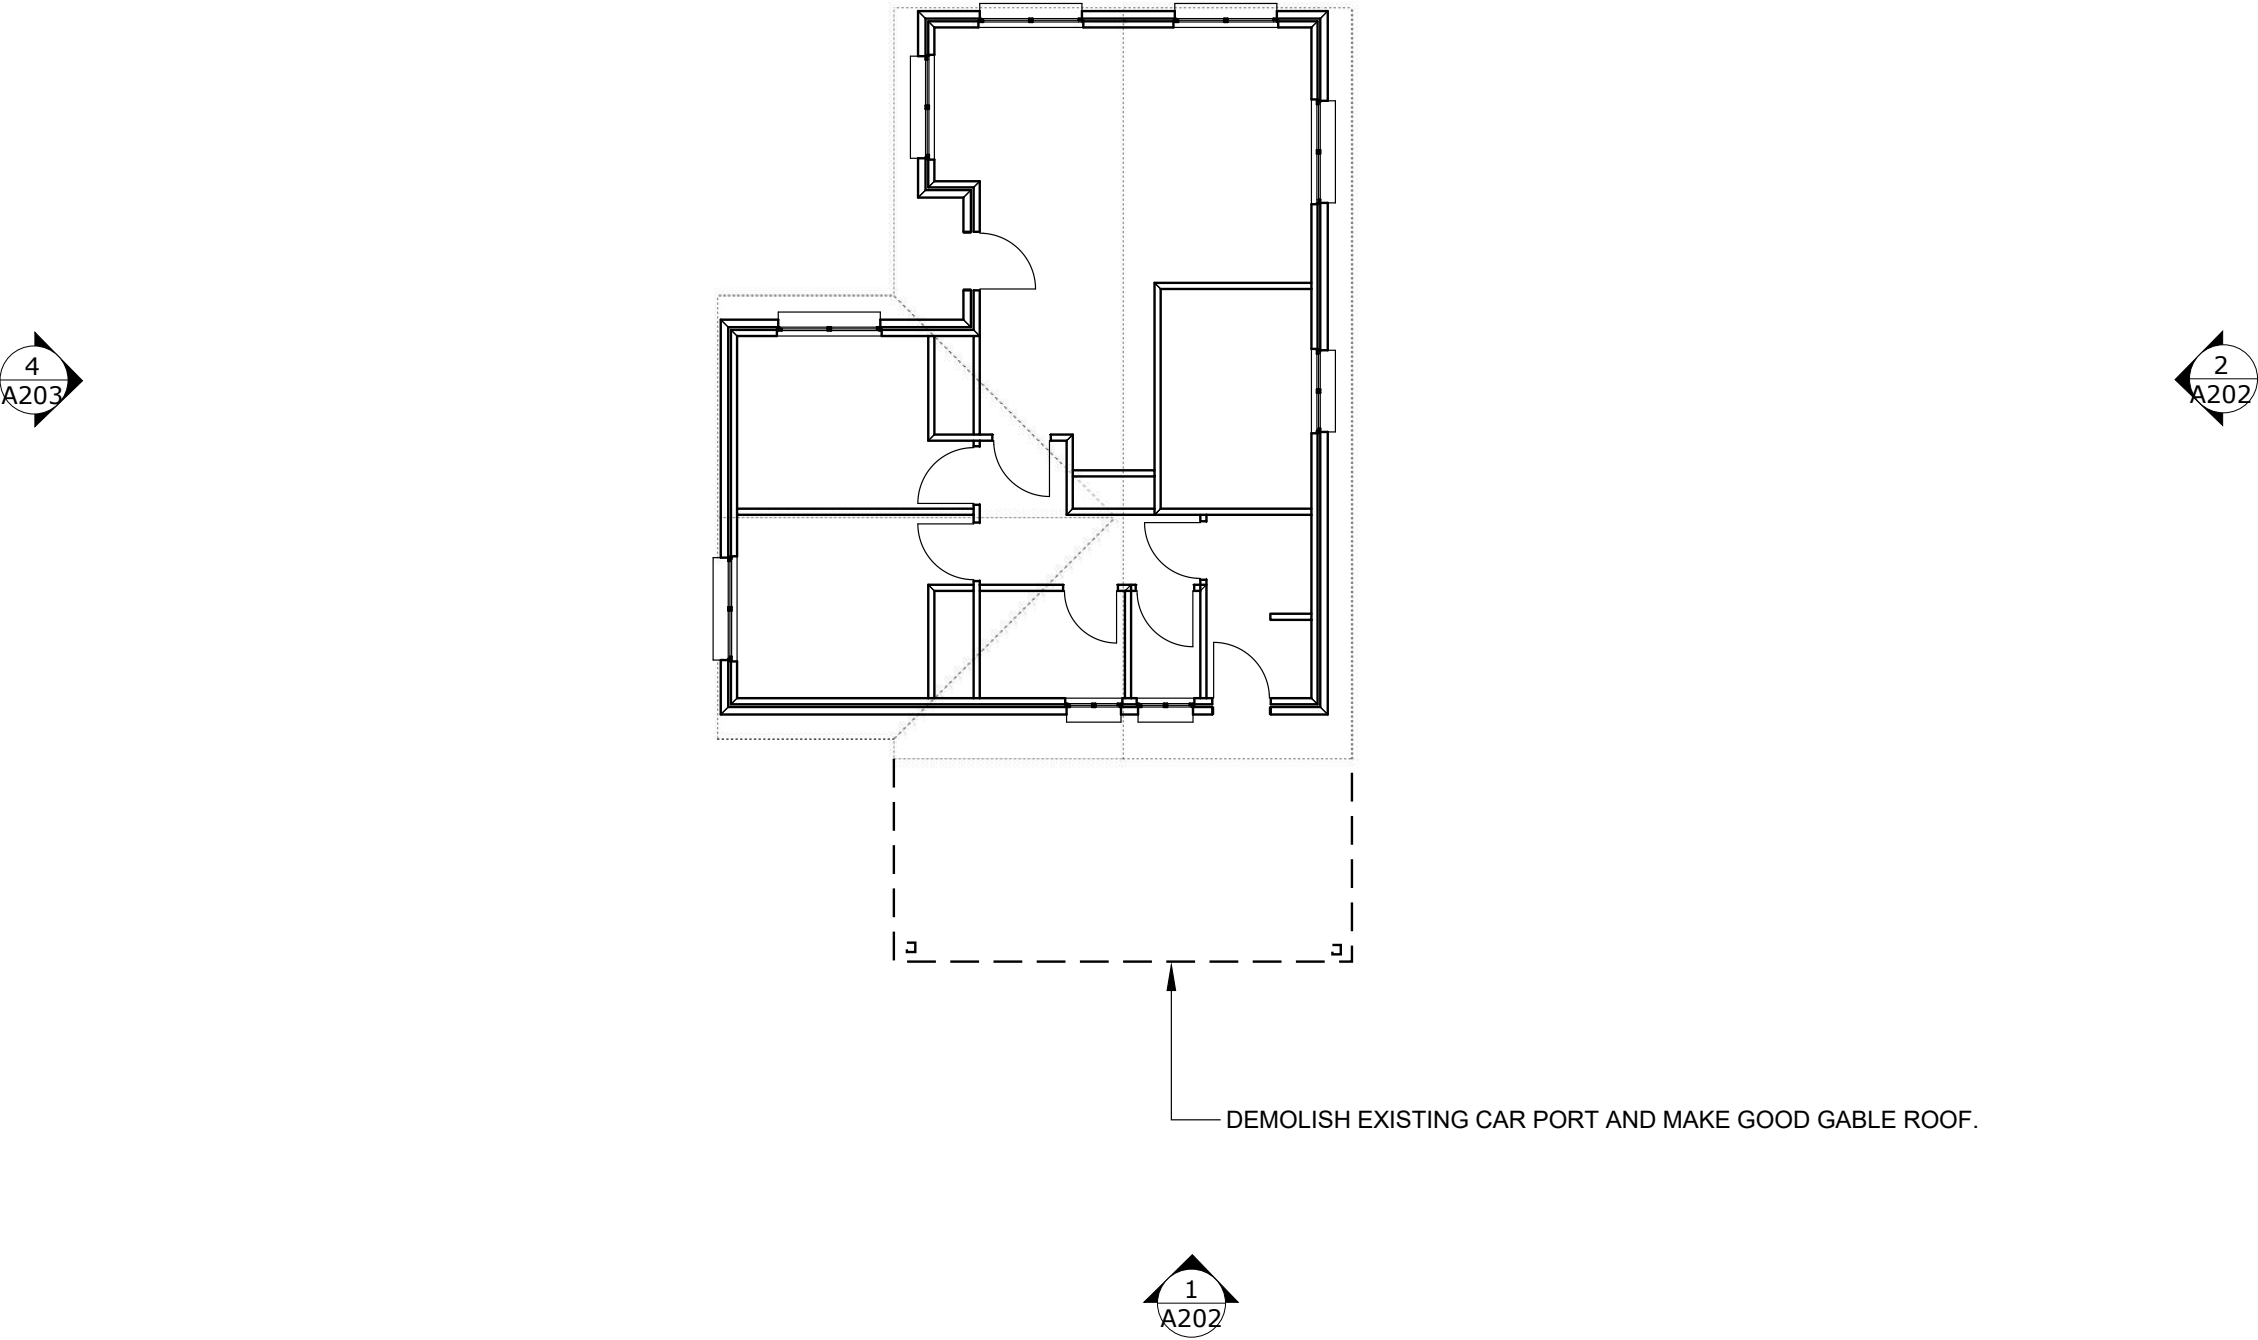 4
A203
2
A202
DEMOLISH EXISTING CAR PORT AND MAKE GOOD GABLE ROOF.
1
A202